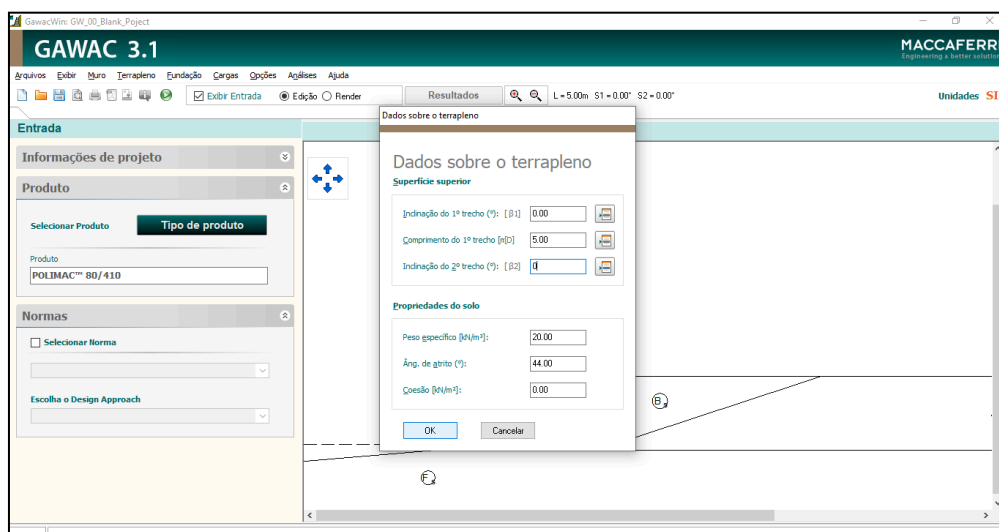 GawacWin: GW_00_Blank_Poject
GAWAC 3.1
MACCAFERRI
Engineering a better solution
Arquivos Exibir Muro Terrapleno Fundação Cargas Opções Análises Ajuda
Exibir Entrada Edição Render Resultados L=5.00m S1=0.00° S2=0.00° Unidades SI
Entrada
Informações de projeto
Produto
Selecionar Produto Tipo de produto
Produto
POLIMAC™ 80/410
Normas
Selecionar Norma
Escolha o Design Approach
Dados sobre o terrapleno
Dados sobre o terrapleno
Superfície superior
Inclinação do 1º trecho (°): [β1] 0.00
Comprimento do 1º trecho [m] 5.00
Inclinação do 2º trecho (°): [β2] 0
Propriedades do solo
Peso específico [kN/m³]: 20.00
Âng. de atrito (°): 44.00
Coesão [kN/m²]: 0.00
OK Cancelar
B
F